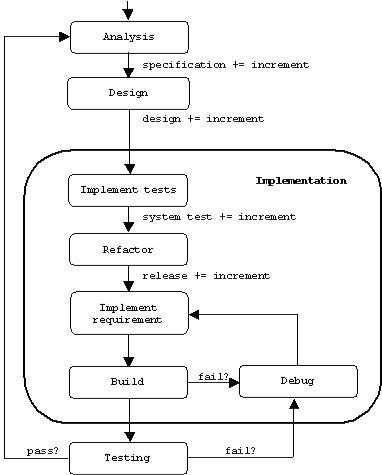 Analysis
specification += increment
Design
design += increment
Implementation
Implement tests
system test += increment
Refactor
release += increment
Implement
requirement
Build
fail?
Debug
pass?
Testing
fail?